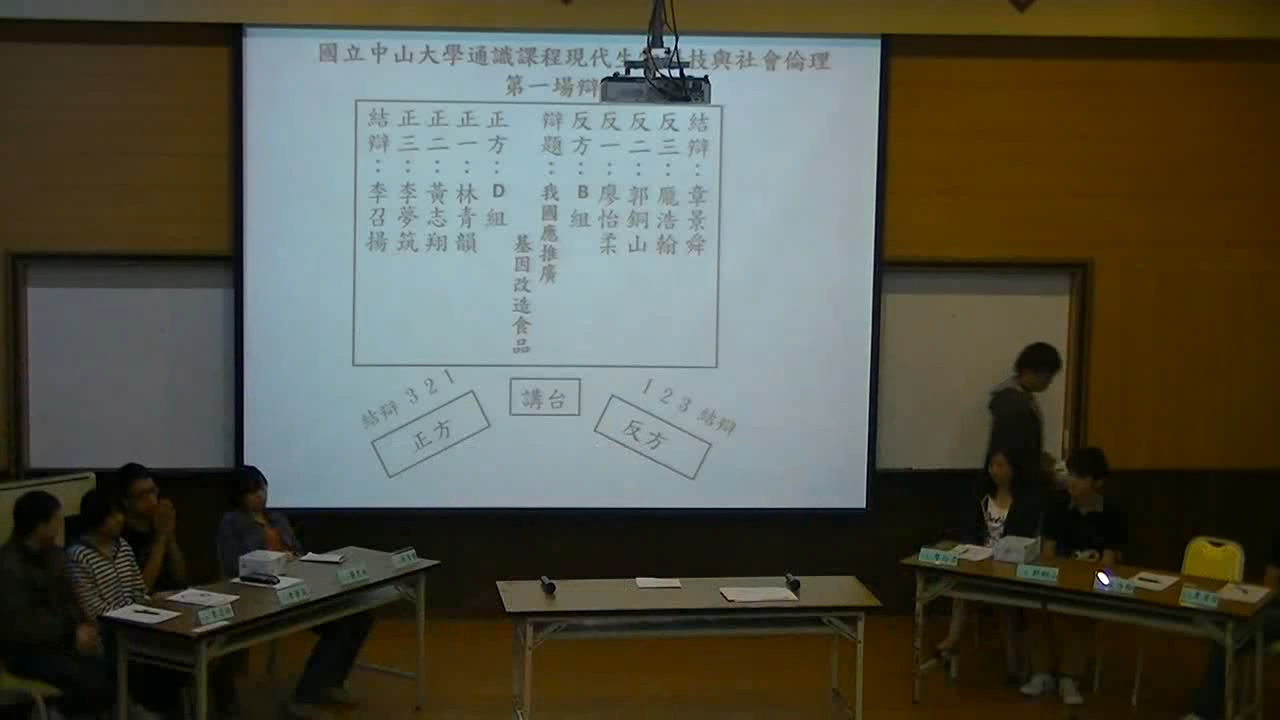 國立中山大學通識課程現代生 技與社會倫理
第一場辯
結辯：章景舜
反三：龐浩翰
反二：郭銅山
反一：廖怡柔
反方：B組
辯題：我國應推廣
基因改造食品
正方：D組
正一：林青韻
正二：黃志翔
正三：李夢筑
結辯：李召揚
結辯 3 2 1
講台
1 2 3 結辯
正方
反方